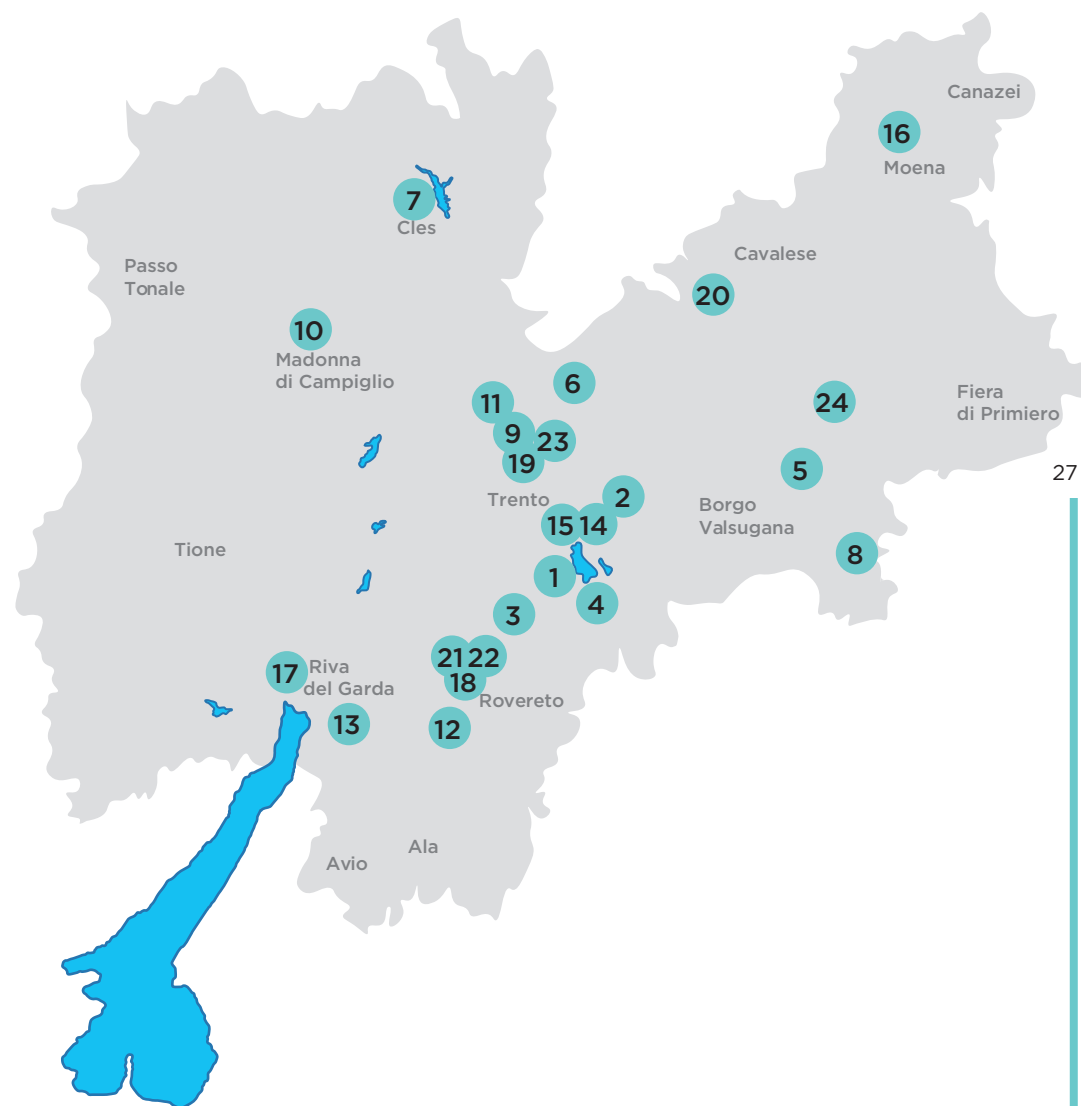 Canazei
16
Moena
7
Cles
Cavalese
Passo
Tonale
20
10
Madonna
di Campiglio
6
11
24
Fiera
di Primiero
9
23
19
5
27
2
Trento
Borgo
Valsugana
15
14
Tione
8
1
4
3
21
22
17
Riva
del Garda
18
Rovereto
13
12
Ala
Avio